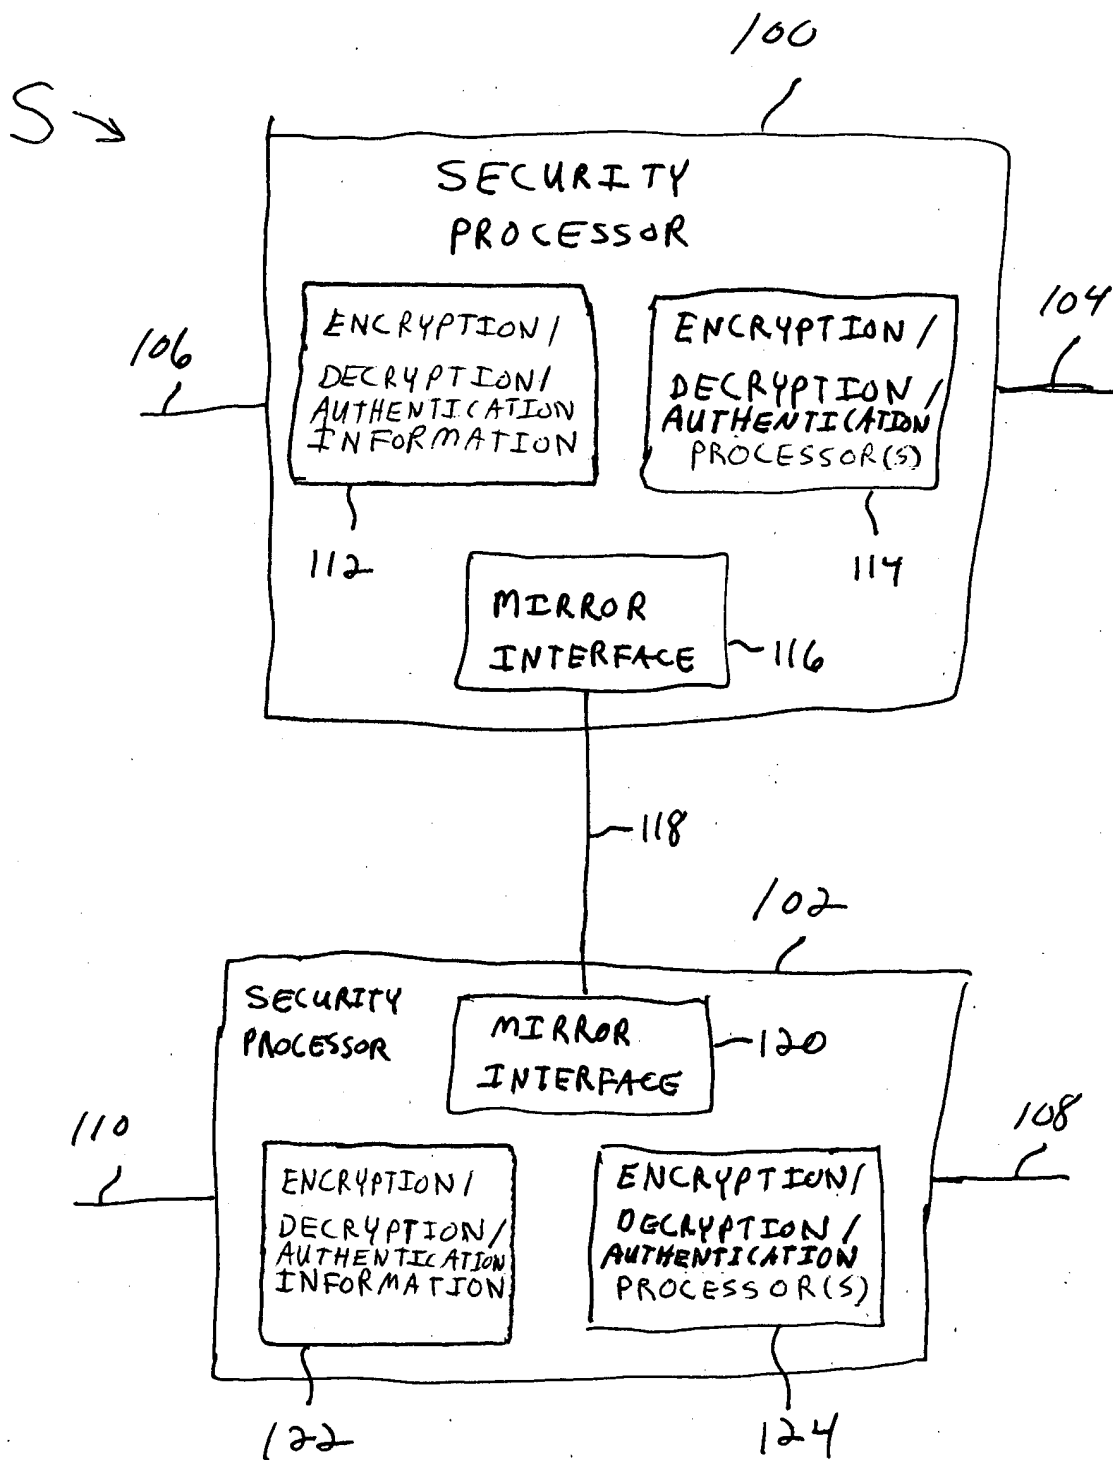 100
S
SECURITY
PROCESSOR
ENCRYPTION/
DECRYPTION/
AUTHENTICATION
INFORMATION
ENCRYPTION/
DECRYPTION/
AUTHENTICATION
PROCESSOR(S)
106
104
112
114
MIRROR
INTERFACE
116
118
102
SECURITY
PROCESSOR
MIRROR
INTERFACE
120
110
108
ENCRYPTION/
DECRYPTION/
AUTHENTICATION
INFORMATION
ENCRYPTION/
DECRYPTION/
AUTHENTICATION
PROCESSOR(S)
122
124